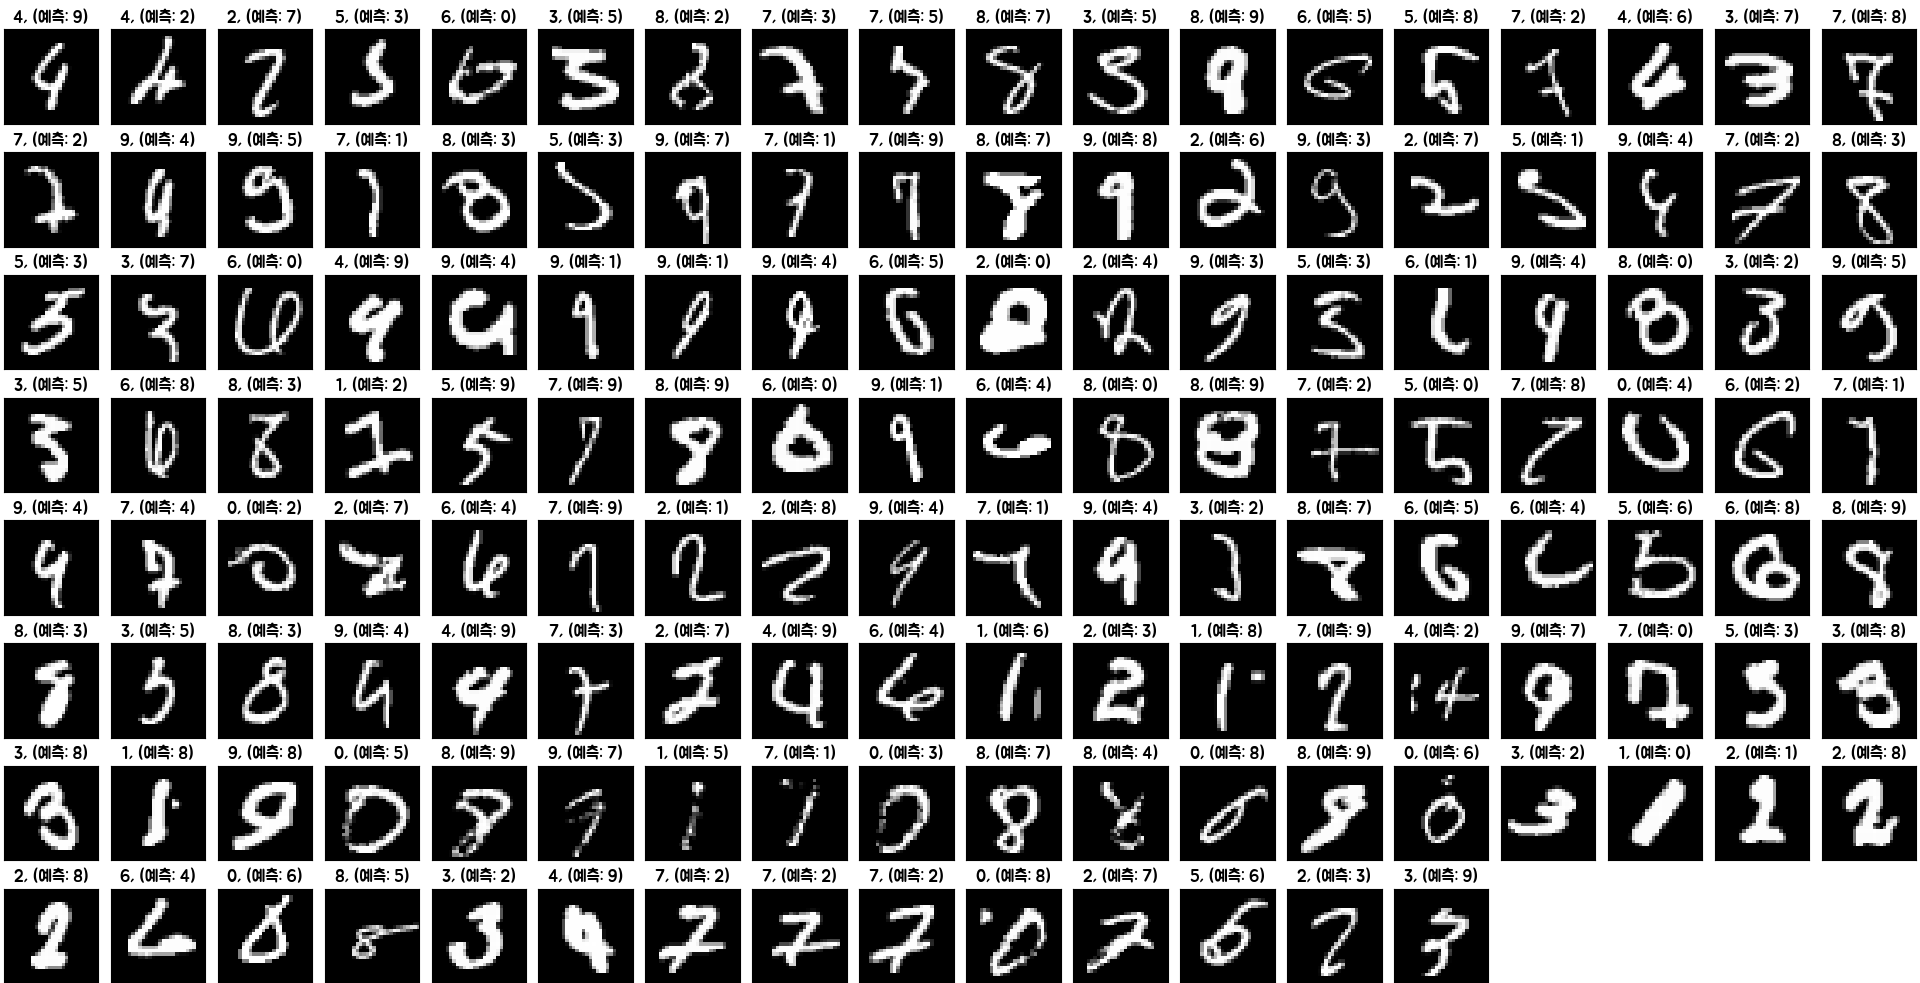 4, (예측: 9) 4, (예측: 2) 2, (예측: 7) 5, (예측: 3) 6, (예측: 0) 3, (예측: 5) 8, (예측: 2) 7, (예측: 3) 7, (예측: 5) 8, (예측: 7) 3, (예측: 5) 8, (예측: 9) 6, (예측: 5) 5, (예측: 8) 7, (예측: 2) 4, (예측: 6) 3, (예측: 7) 7, (예측: 8)
7, (예측: 2) 9, (예측: 4) 9, (예측: 5) 7, (예측: 1) 8, (예측: 3) 5, (예측: 3) 9, (예측: 7) 7, (예측: 1) 7, (예측: 9) 8, (예측: 7) 9, (예측: 8) 2, (예측: 6) 9, (예측: 3) 2, (예측: 7) 5, (예측: 1) 9, (예측: 4) 7, (예측: 2) 8, (예측: 3)
5, (예측: 3) 3, (예측: 7) 6, (예측: 0) 4, (예측: 9) 9, (예측: 4) 9, (예측: 1) 9, (예측: 1) 9, (예측: 4) 6, (예측: 5) 2, (예측: 0) 2, (예측: 4) 9, (예측: 3) 5, (예측: 3) 6, (예측: 1) 9, (예측: 4) 8, (예측: 0) 3, (예측: 2) 9, (예측: 5)
3, (예측: 5) 6, (예측: 8) 8, (예측: 3) 1, (예측: 2) 5, (예측: 9) 7, (예측: 9) 8, (예측: 9) 6, (예측: 0) 9, (예측: 1) 6, (예측: 4) 8, (예측: 0) 8, (예측: 9) 7, (예측: 2) 5, (예측: 0) 7, (예측: 8) 0, (예측: 4) 6, (예측: 2) 7, (예측: 1)
9, (예측: 4) 7, (예측: 4) 0, (예측: 2) 2, (예측: 7) 6, (예측: 4) 7, (예측: 9) 2, (예측: 1) 2, (예측: 8) 9, (예측: 4) 7, (예측: 1) 9, (예측: 4) 3, (예측: 2) 8, (예측: 7) 6, (예측: 5) 6, (예측: 4) 5, (예측: 6) 6, (예측: 8) 8, (예측: 9)
8, (예측: 3) 3, (예측: 5) 8, (예측: 3) 9, (예측: 4) 4, (예측: 9) 7, (예측: 3) 2, (예측: 7) 4, (예측: 9) 6, (예측: 4) 1, (예측: 6) 2, (예측: 3) 1, (예측: 8) 7, (예측: 9) 4, (예측: 2) 9, (예측: 7) 7, (예측: 0) 5, (예측: 3) 3, (예측: 8)
3, (예측: 8) 1, (예측: 8) 9, (예측: 8) 0, (예측: 5) 8, (예측: 9) 9, (예측: 7) 1, (예측: 5) 7, (예측: 1) 0, (예측: 3) 8, (예측: 7) 8, (예측: 4) 0, (예측: 8) 8, (예측: 9) 0, (예측: 6) 3, (예측: 2) 1, (예측: 0) 2, (예측: 1) 2, (예측: 8)
2, (예측: 8) 6, (예측: 4) 0, (예측: 6) 8, (예측: 5) 3, (예측: 2) 4, (예측: 9) 7, (예측: 2) 7, (예측: 2) 7, (예측: 2) 0, (예측: 8) 2, (예측: 7) 5, (예측: 6) 2, (예측: 3) 3, (예측: 9)